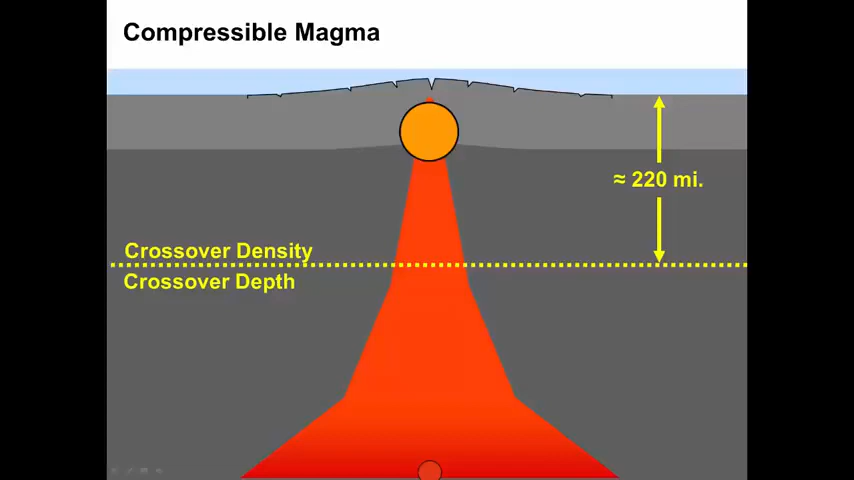 Compressible Magma
≈ 220 mi.
Crossover Density
Crossover Depth